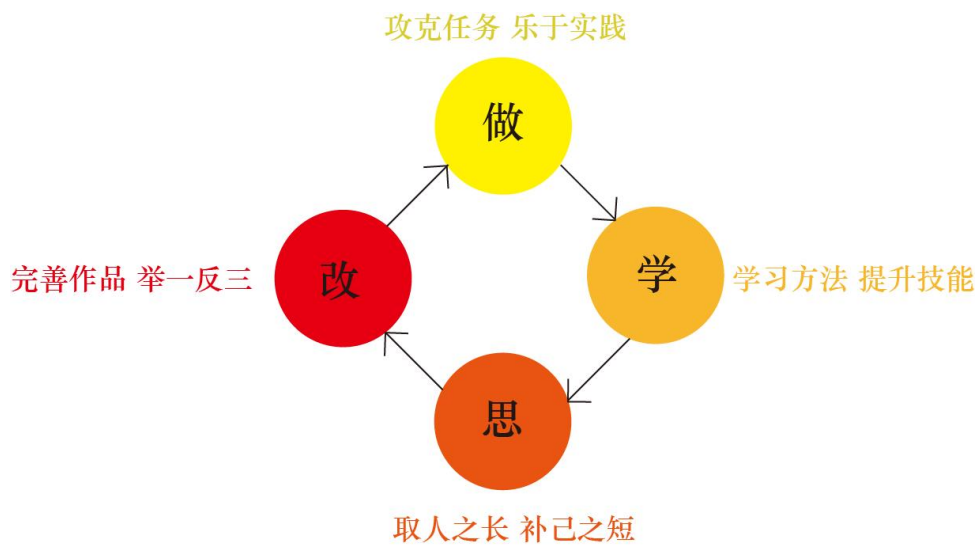 攻克任务 乐于实践
做
学
学习方法 提升技能
思
取人之长 补己之短
改
完善作品 举一反三